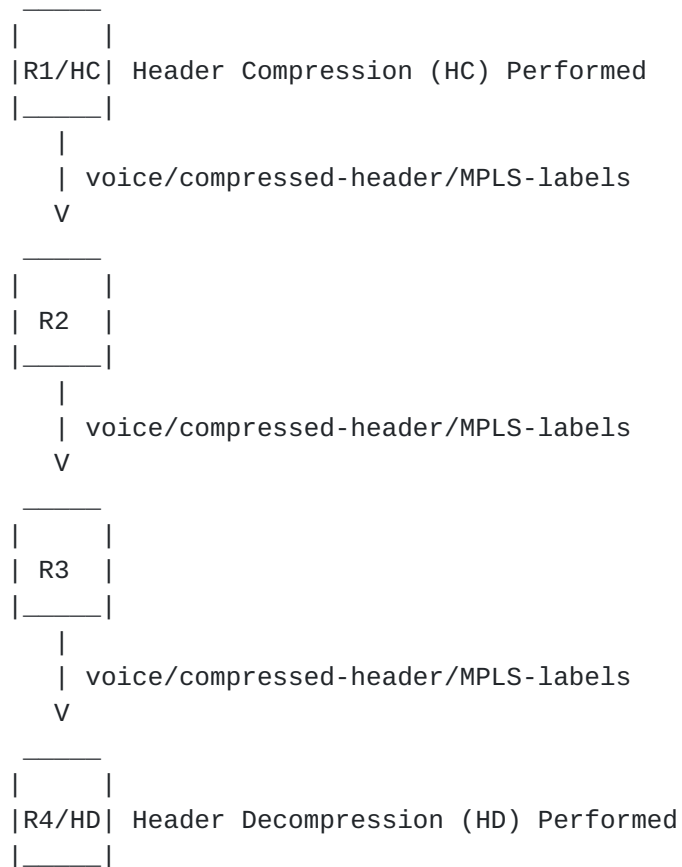 R1/HC Header Compression (HC) Performed
voice/compressed-header/MPLS-labels
V
R2
voice/compressed-header/MPLS-labels
V
R3
voice/compressed-header/MPLS-labels
V
R4/HD Header Decompression (HD) Performed